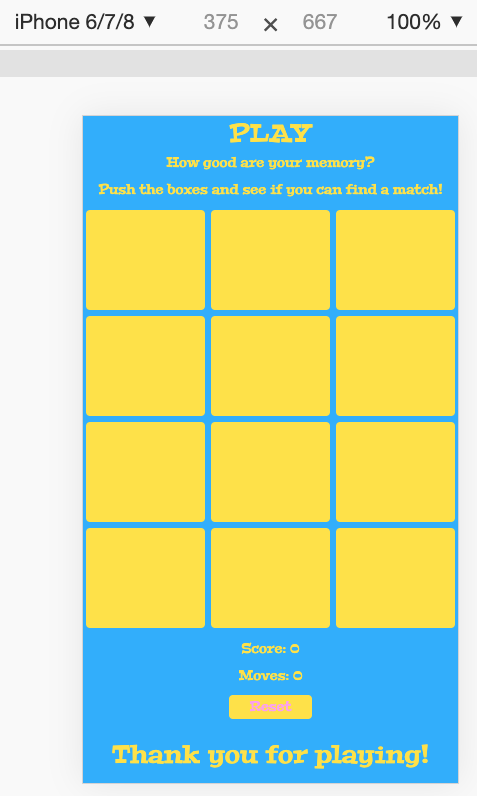 iPhone 6/7/8 ▼ 375 × 667 100% ▼
PLAY
How good are your memory?
Push the boxes and see if you can find a match!
Score: 0
Moves: 0
Reset
Thank you for playing!